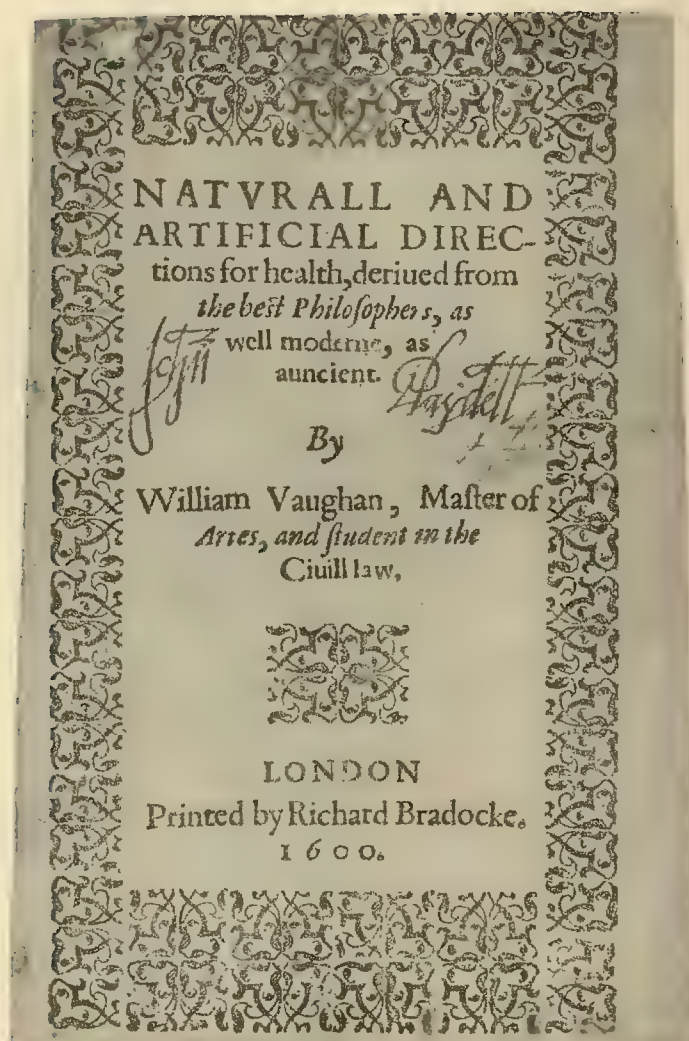 NATVRALL AND
ARTIFICIAL DIREC-
tions for health, deriued from
the beſt Philoſophers, as
well moderne, as
auncient.
By
William Vaughan, Maſter of
Artes, and ſtudent in the
Ciuill law.
LONDON
Printed by Richard Bradocke.
1600.